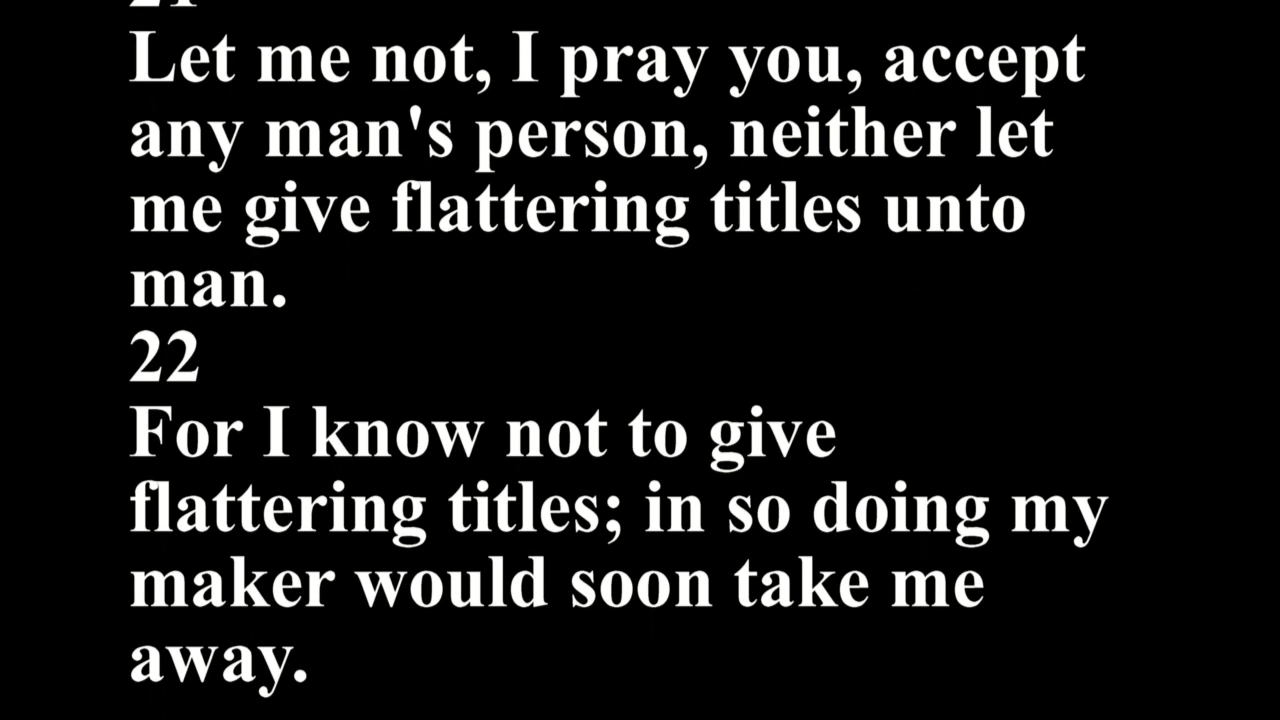 21
Let me not, I pray you, accept
any man's person, neither let
me give flattering titles unto
man.
22
For I know not to give
flattering titles; in so doing my
maker would soon take me
away.